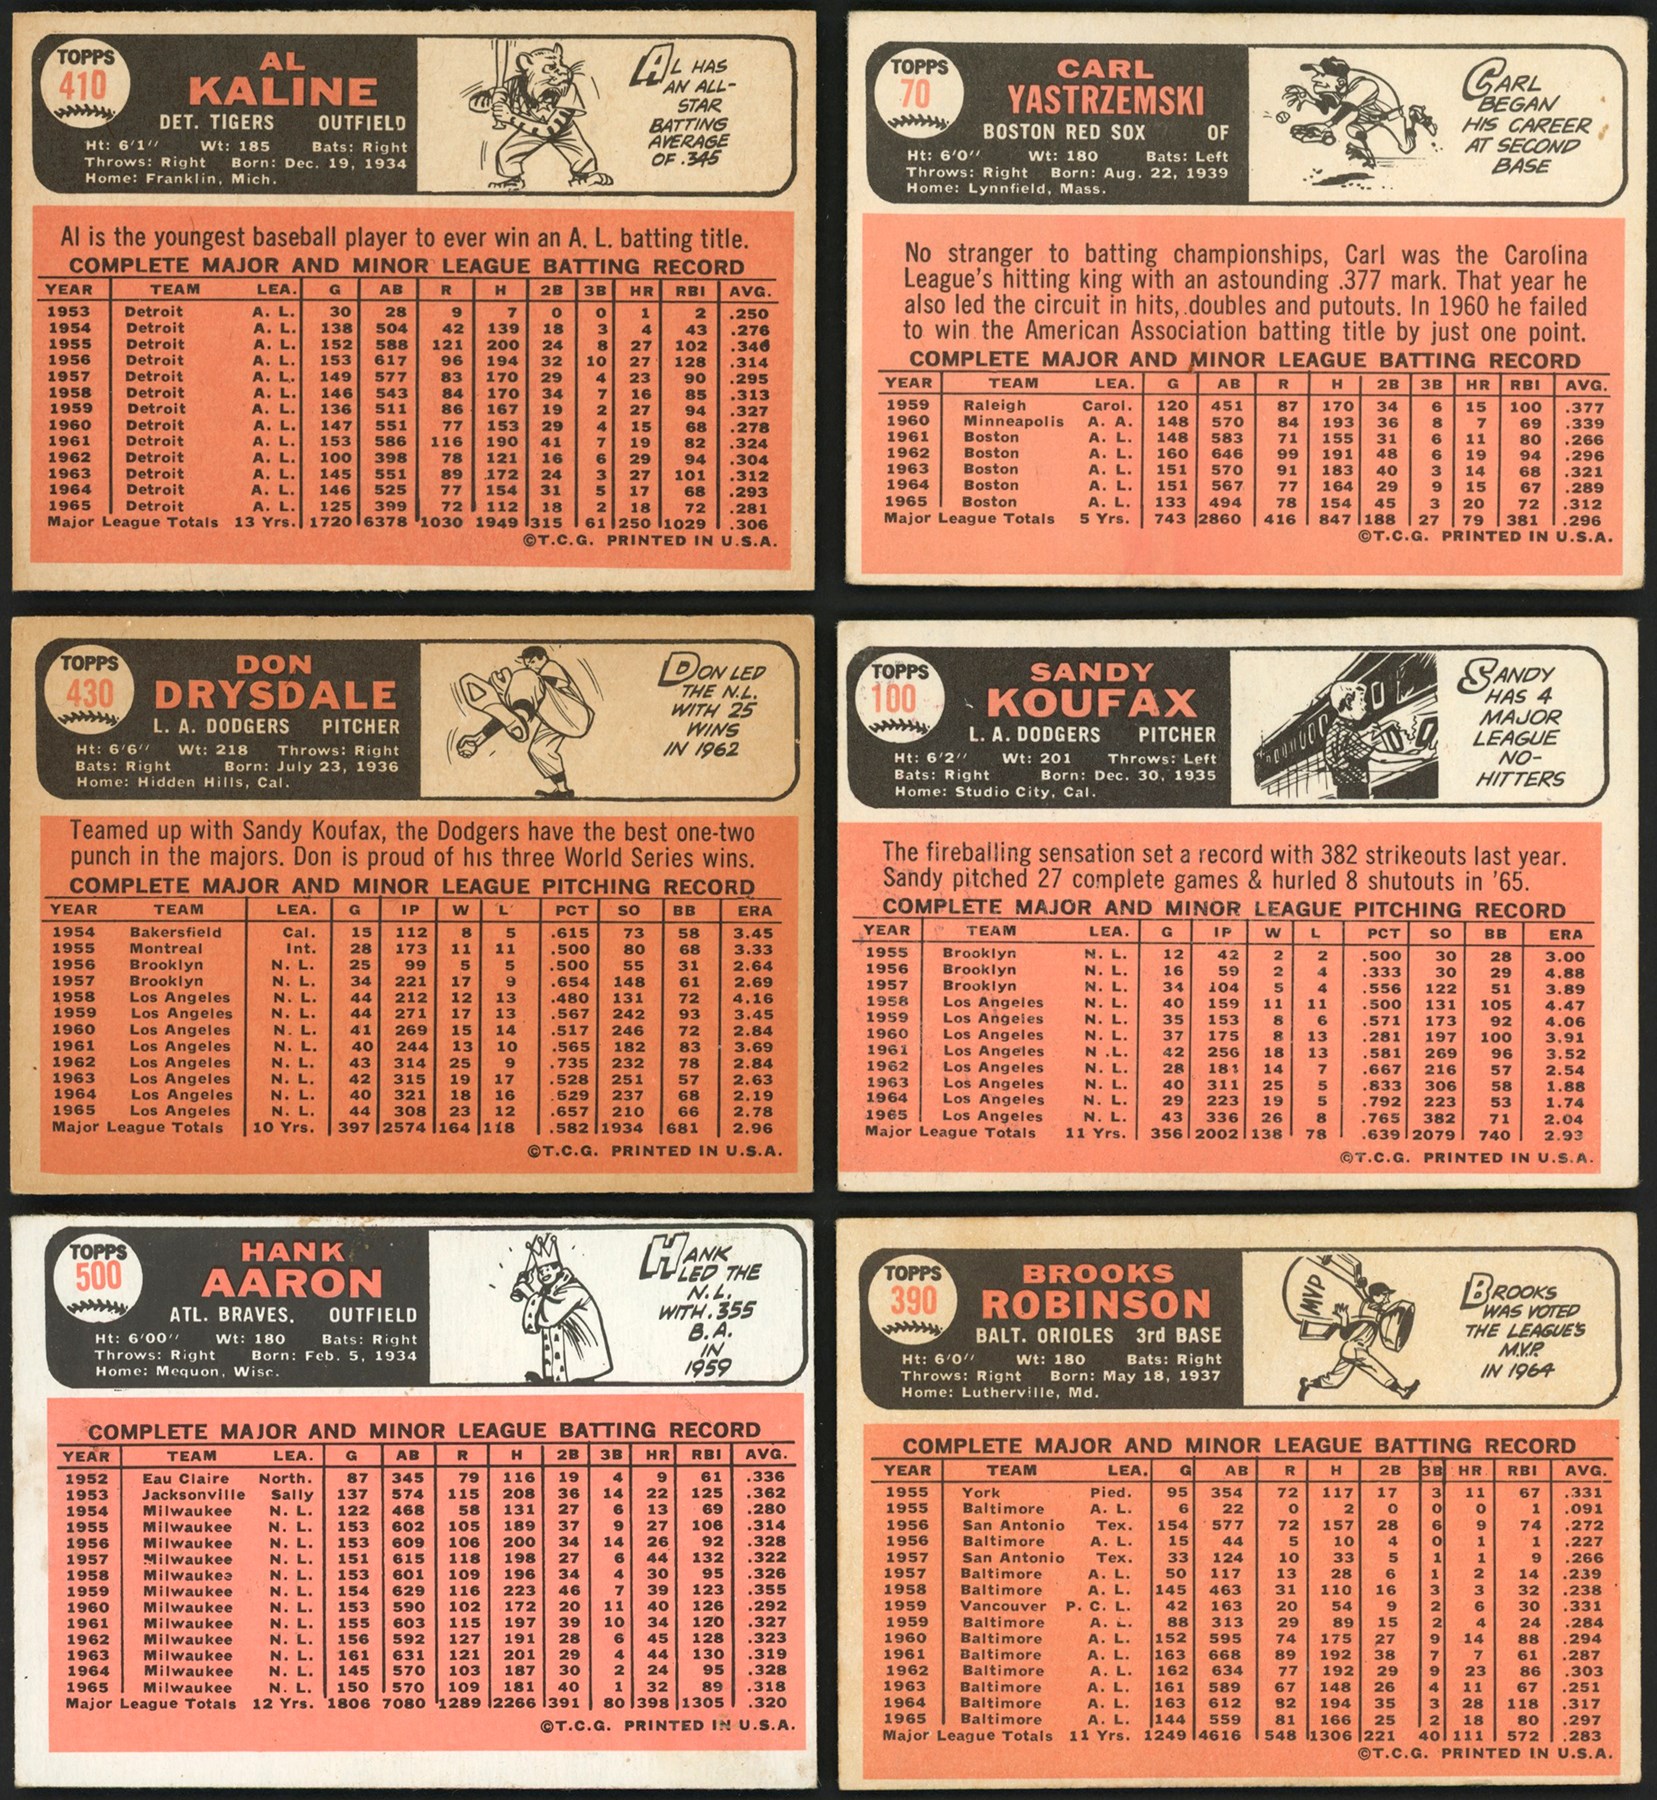 TOPPS
410
AL
KALINE
DET. TIGERS OUTFIELD
Ht: 6'1" Wt: 185 Bats: Right
Throws: Right Born: Dec. 19, 1934
Home: Franklin, Mich.
AL HAS
AN ALL-
STAR
BATTING
AVERAGE
OF .345
Al is the youngest baseball player to ever win an A. L. batting title.
COMPLETE MAJOR AND MINOR LEAGUE BATTING RECORD
YEAR TEAM LEA. G AB R H 2B 3B HR RBI AVG.
1953 Detroit A. L. 30 28 9 7 0 0 1 2 .250
1954 Detroit A. L. 138 504 42 139 18 3 4 43 .276
1955 Detroit A. L. 152 588 121 200 24 8 27 102 .340
1956 Detroit A. L. 153 617 96 194 32 10 27 128 .314
1957 Detroit A. L. 149 577 83 170 29 4 23 90 .295
1958 Detroit A. L. 146 543 84 170 34 7 16 85 .313
1959 Detroit A. L. 136 511 86 167 19 2 27 94 .327
1960 Detroit A. L. 147 551 77 153 29 4 15 68 .278
1961 Detroit A. L. 153 586 116 190 41 7 19 82 .324
1962 Detroit A. L. 100 398 78 121 16 6 29 94 .304
1963 Detroit A. L. 145 551 89 172 24 3 27 101 .312
1964 Detroit A. L. 146 525 77 154 31 5 17 68 .293
1965 Detroit A. L. 125 399 72 112 18 2 18 72 .281
Major League Totals 13 Yrs. 1720 6378 1030 1949 315 61 250 1029 .306
©T.C.G. PRINTED IN U.S.A.
TOPPS
70
CARL
YASTRZEMSKI
BOSTON RED SOX OF
Ht: 6'0" Wt: 180 Bats: Left
Throws: Right Born: Aug. 22, 1939
Home: Lynnfield, Mass.
CARL
BEGAN
HIS CAREER
AT SECOND
BASE
No stranger to batting championships, Carl was the Carolina
League's hitting king with an astounding .377 mark. That year he
also led the circuit in hits, doubles and putouts. In 1960 he failed
to win the American Association batting title by just one point.
COMPLETE MAJOR AND MINOR LEAGUE BATTING RECORD
YEAR TEAM LEA. G AB R H 2B 3B HR RBI AVG.
1959 Raleigh Carol. 120 451 87 170 34 6 15 100 .377
1960 Minneapolis A. A. 148 570 84 193 36 8 7 69 .339
1961 Boston A. L. 148 583 71 155 31 6 11 80 .266
1962 Boston A. L. 160 646 99 191 48 6 19 94 .296
1963 Boston A. L. 151 570 91 183 40 3 14 68 .321
1964 Boston A. L. 151 567 77 164 29 9 15 67 .289
1965 Boston A. L. 133 494 78 154 45 3 20 72 .312
Major League Totals 5 Yrs. 743 2860 416 847 188 27 79 381 .296
©T.C.G. PRINTED IN U.S.A.
TOPPS
430
DON
DRYSDALE
L. A. DODGERS PITCHER
Ht: 6'6" Wt: 218 Throws: Right
Bats: Right Born: July 23, 1936
Home: Hidden Hills, Cal.
DON LED
THE N.L.
WITH 25
WINS
IN 1962
Teamed up with Sandy Koufax, the Dodgers have the best one-two
punch in the majors. Don is proud of his three World Series wins.
COMPLETE MAJOR AND MINOR LEAGUE PITCHING RECORD
YEAR TEAM LEA. G IP W L PCT SO BB ERA
1954 Bakersfield Cal. 15 112 8 5 .615 73 58 3.45
1955 Montreal Int. 28 173 11 11 .500 80 68 3.33
1956 Brooklyn N. L. 25 99 5 5 .500 55 31 2.64
1957 Brooklyn N. L. 34 221 17 9 .654 148 61 2.69
1958 Los Angeles N. L. 44 212 12 13 .480 131 72 4.16
1959 Los Angeles N. L. 44 271 17 13 .567 242 93 3.45
1960 Los Angeles N. L. 41 269 15 14 .517 246 72 2.84
1961 Los Angeles N. L. 40 244 13 10 .565 182 83 3.69
1962 Los Angeles N. L. 43 314 25 9 .735 232 78 2.84
1963 Los Angeles N. L. 42 315 19 17 .528 251 57 2.63
1964 Los Angeles N. L. 40 321 18 16 .529 237 68 2.19
1965 Los Angeles N. L. 44 308 23 12 .657 210 66 2.78
Major League Totals 10 Yrs. 397 2574 164 118 .582 1934 681 2.96
©T.C.G. PRINTED IN U.S.A.
TOPPS
100
SANDY
KOUFAX
L. A. DODGERS PITCHER
Ht: 6'2" Wt: 201 Throws: Left
Bats: Right Born: Dec. 30, 1935
Home: Studio City, Cal.
SANDY
HAS 4
MAJOR
LEAGUE
NO-
HITTERS
The fireballing sensation set a record with 382 strikeouts last year.
Sandy pitched 27 complete games & hurled 8 shutouts in '65.
COMPLETE MAJOR AND MINOR LEAGUE PITCHING RECORD
YEAR TEAM LEA. G IP W L PCT SO BB ERA
1955 Brooklyn N. L. 12 42 2 2 .500 30 28 3.00
1956 Brooklyn N. L. 16 59 2 4 .333 30 29 4.88
1957 Brooklyn N. L. 34 104 5 4 .556 122 51 3.89
1958 Los Angeles N. L. 40 159 11 11 .500 131 105 4.47
1959 Los Angeles N. L. 35 153 8 6 .571 173 92 4.06
1960 Los Angeles N. L. 37 175 8 13 .281 197 100 3.91
1961 Los Angeles N .L. 42 256 18 13 .581 269 96 3.52
1962 Los Angeles N. L. 28 181 14 7 .667 216 57 2.54
1963 Los Angeles N. L. 40 311 25 5 .833 306 58 1.88
1964 Los Angeles N. L. 29 223 19 5 .792 223 53 1.74
1965 Los Angeles N. L. 43 336 26 8 .765 382 71 2.04
Major League Totals 11 Yrs. 356 2002 138 78 .639 2079 740 2.93
©T.C.G. PRINTED IN U.S.A.
TOPPS
500
HANK
AARON
ATL. BRAVES. OUTFIELD
Ht: 6'00" Wt: 180 Bats: Right
Throws: Right Born: Feb. 5, 1934
Home: Mequon, Wisc.
HANK
LED THE
N.L.
WITH .355
B.A.
IN
1959
COMPLETE MAJOR AND MINOR LEAGUE BATTING RECORD
YEAR TEAM LEA. G AB R H 2B 3B HR RBI AVG.
1952 Eau Claire North. 87 345 79 116 19 4 9 61 .336
1953 Jacksonville Sally 137 574 115 208 36 14 22 125 .362
1954 Milwaukee N. L. 122 468 58 131 27 6 13 69 .280
1955 Milwaukee N. L. 153 602 105 189 37 9 27 106 .314
1956 Milwaukee N. L. 153 609 106 200 34 14 26 92 .328
1957 Milwaukee N. L. 151 615 118 198 27 6 44 132 .322
1958 Milwaukee N. L. 153 601 109 196 34 4 30 95 .326
1959 Milwaukee N. L. 154 629 116 223 46 7 39 123 .355
1960 Milwaukee N. L. 153 590 102 172 20 11 40 126 .292
1961 Milwaukee N. L. 155 603 115 197 39 10 34 120 .327
1962 Milwaukee N. L. 156 592 127 191 28 6 45 128 .323
1963 Milwaukee N. L. 161 631 121 201 29 4 44 130 .319
1964 Milwaukee N. L. 145 570 103 187 30 2 24 95 .328
1965 Milwaukee N. L. 150 570 109 181 40 1 32 89 .318
Major League Totals 12 Yrs. 1806 7080 1289 2266 391 80 398 1305 .320
©T.C.G. PRINTED IN U.S.A.
TOPPS
390
BROOKS
ROBINSON
BALT. ORIOLES 3rd BASE
Ht: 6'0" Wt: 180 Bats: Right
Throws: Right Born: May 18, 1937
Home: Lutherville, Md.
MVP
BROOKS
WAS VOTED
THE LEAGUE'S
M.V.P.
IN 1964
COMPLETE MAJOR AND MINOR LEAGUE BATTING RECORD
YEAR TEAM LEA. G AB R H 2B 3B HR RBI AVG.
1955 York Pied. 95 354 72 117 17 3 11 67 .331
1955 Baltimore A. L. 6 22 0 2 0 0 0 1 .091
1956 San Antonio Tex. 154 577 72 157 28 6 9 74 .272
1956 Baltimore A. L. 15 44 5 10 4 0 1 1 .227
1957 San Antonio Tex. 33 124 10 33 5 1 1 9 .266
1957 Baltimore A. L. 50 117 13 28 6 1 2 14 .239
1958 Baltimore A. L. 145 463 31 110 16 3 3 32 .238
1959 Vancouver P. C. L. 42 163 20 54 9 2 6 30 .331
1959 Baltimore A. L. 88 313 29 89 15 2 4 24 .284
1960 Baltimore A. L. 152 595 74 175 27 9 14 88 .294
1961 Baltimore A. L. 163 668 89 192 38 7 7 61 .287
1962 Baltimore A. L. 162 634 77 192 29 9 23 86 .303
1963 Baltimore A. L. 161 589 67 148 26 4 11 67 .251
1964 Baltimore A. L. 163 612 82 194 35 3 28 118 .317
1965 Baltimore A. L. 144 559 81 166 25 2 18 80 .297
Major League Totals 11 Yrs. 1249 4616 548 1306 221 40 111 572 .283
©T.C.G. PRINTED IN U.S.A.